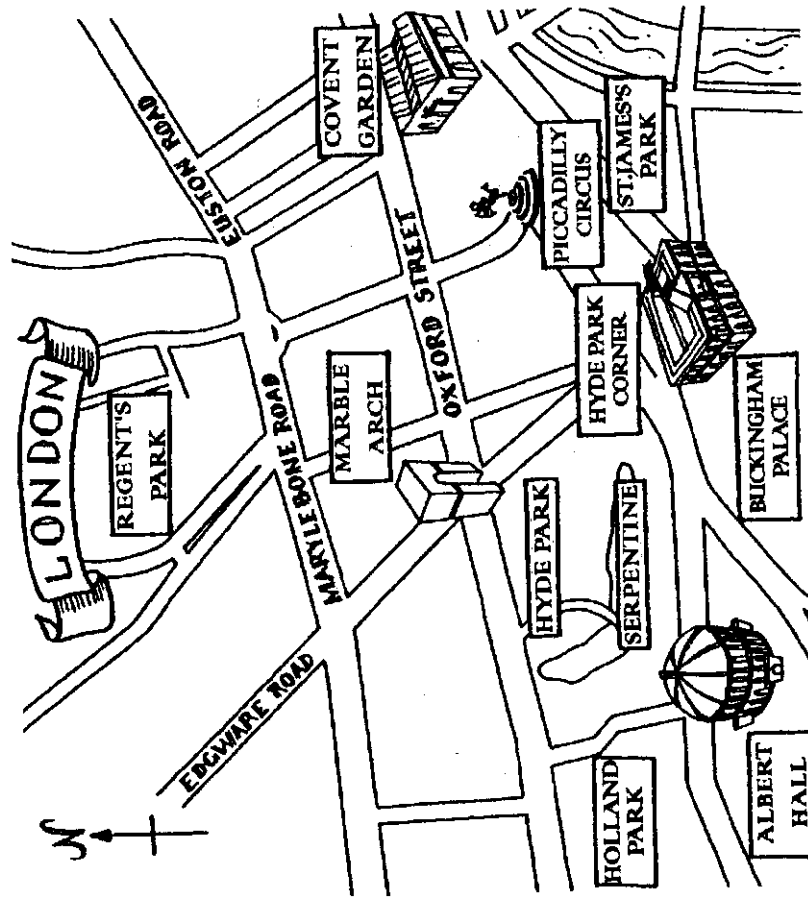 LONDON
N
REGENT'S
PARK
EUSTON ROAD
MARYLEBONE ROAD
EDGWARE ROAD
MARBLE
ARCH
OXFORD STREET
COVENT
GARDEN
HYDE PARK
SERPENTINE
HYDE PARK
CORNER
PICCADILLY
CIRCUS
ST.JAMES'S
PARK
HOLLAND
PARK
ALBERT
HALL
BUCKINGHAM
PALACE